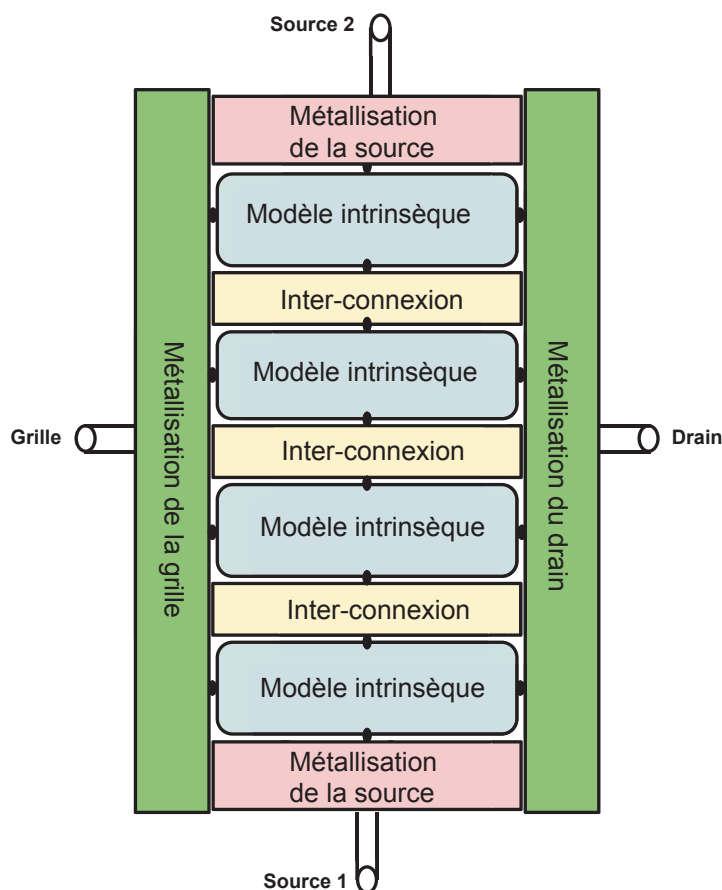 Source 2
Métallisation
de la source
Modèle intrinsèque
Inter-connexion
Modèle intrinsèque
Grille
Métallisation de la grille
Métallisation du drain
Drain
Inter-connexion
Modèle intrinsèque
Inter-connexion
Modèle intrinsèque
Métallisation
de la source
Source 1